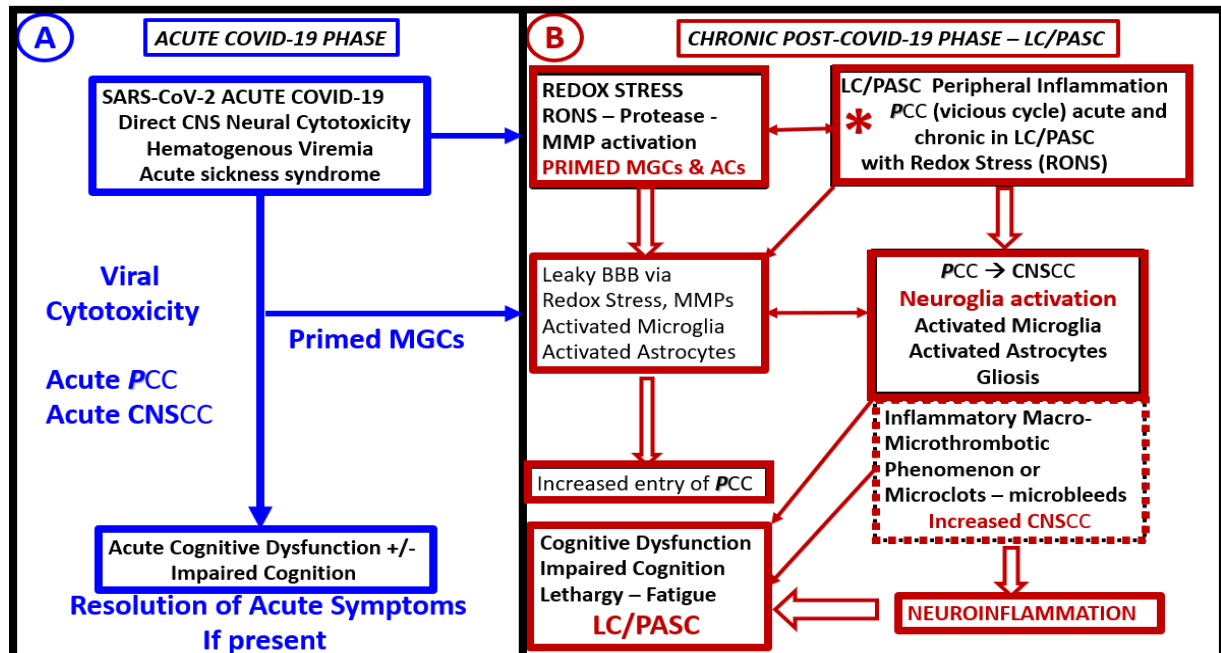 A
ACUTE COVID-19 PHASE
SARS-CoV-2 ACUTE COVID-19
Direct CNS Neural Cytotoxicity
Hematogenous Viremia
Acute sickness syndrome
Viral
Cytotoxicity
Primed MGCs
Acute PCC
Acute CNSCC
Acute Cognitive Dysfunction +/-
Impaired Cognition
Resolution of Acute Symptoms
If present
B
CHRONIC POST-COVID-19 PHASE – LC/PASC
REDOX STRESS
RONS – Protease -
MMP activation
PRIMED MGCs & ACs
LC/PASC Peripheral Inflammation
* PCC (vicious cycle) acute and
chronic in LC/PASC
with Redox Stress (RONS)
Leaky BBB via
Redox Stress, MMPs
Activated Microglia
Activated Astrocytes
PCC → CNSCC
Neuroglia activation
Activated Microglia
Activated Astrocytes
Gliosis
Inflammatory Macro-
Microthrombotic
Phenomenon or
Microclots – microbleeds
Increased CNSCC
Increased entry of PCC
Cognitive Dysfunction
Impaired Cognition
Lethargy – Fatigue
LC/PASC
NEUROINFLAMMATION